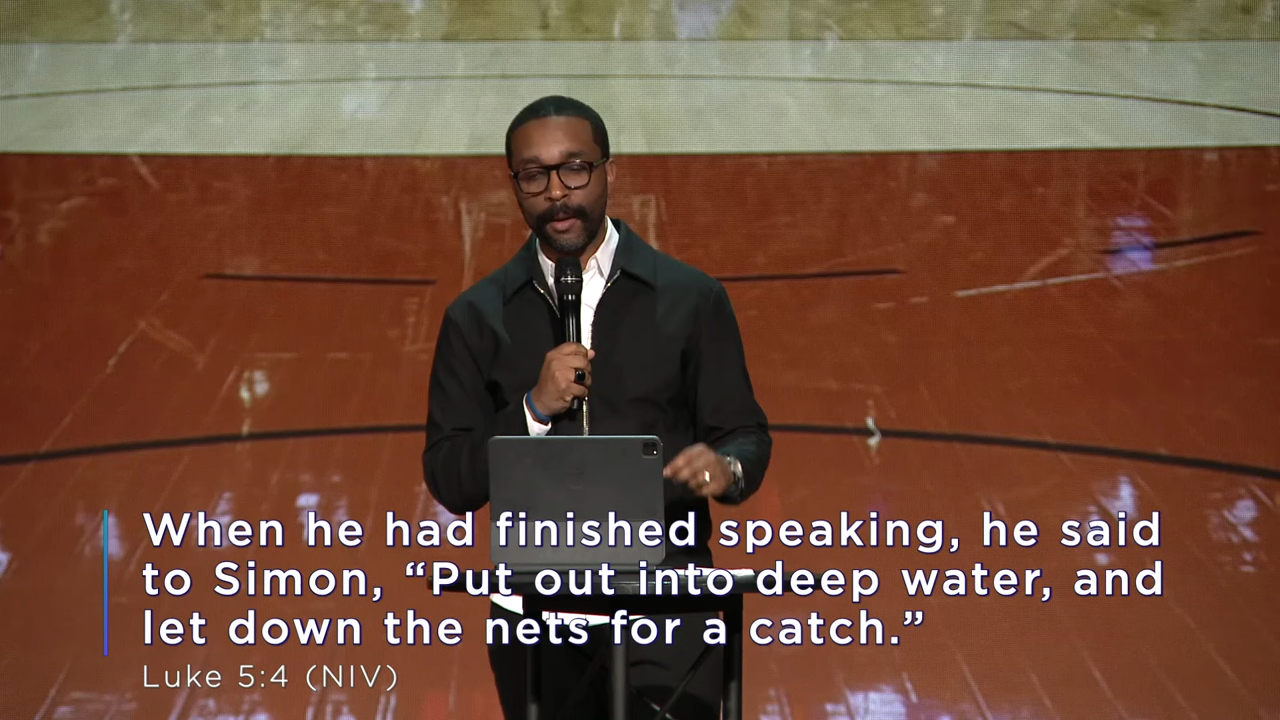 When he had finished speaking, he said
to Simon, “Put out into deep water, and
let down the nets for a catch.”
Luke 5:4 (NIV)